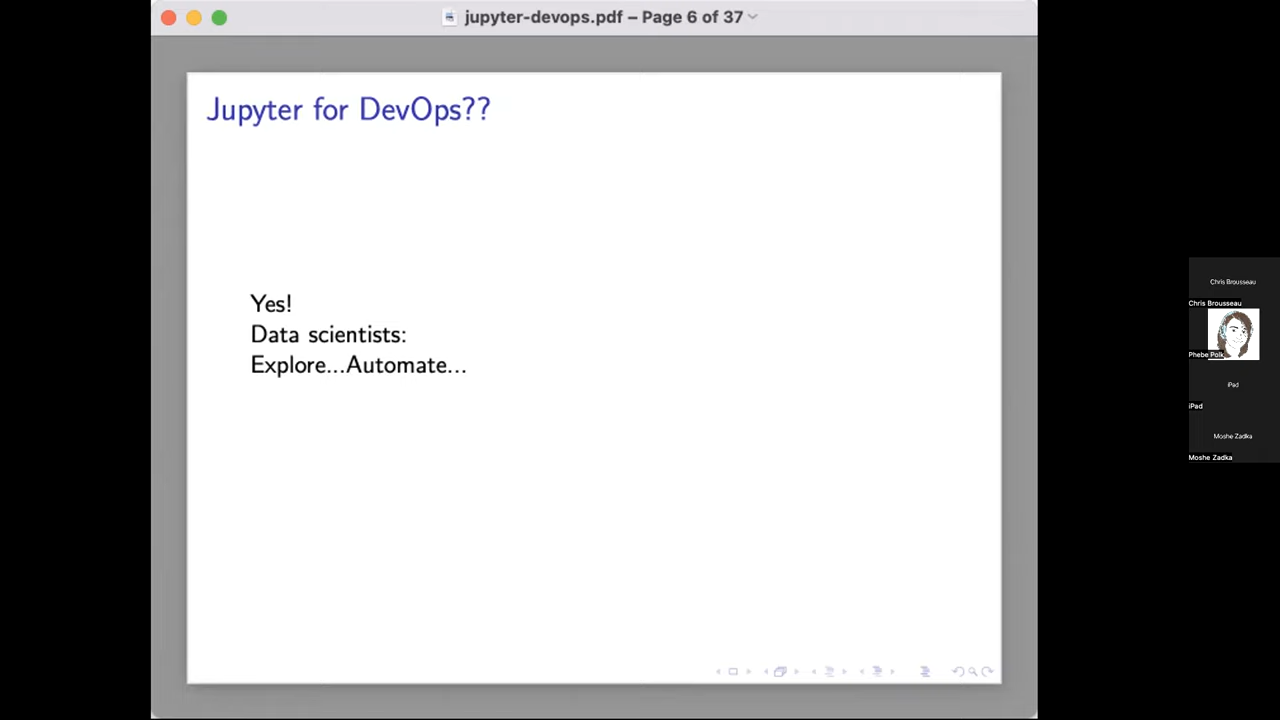 jupyter-devops.pdf – Page 6 of 37
Jupyter for DevOps??
Yes!
Data scientists:
Explore...Automate...
Chris Brousseau
Chris Brousseau
Phebe Polk
iPad
iPad
Moshe Zadka
Moshe Zadka